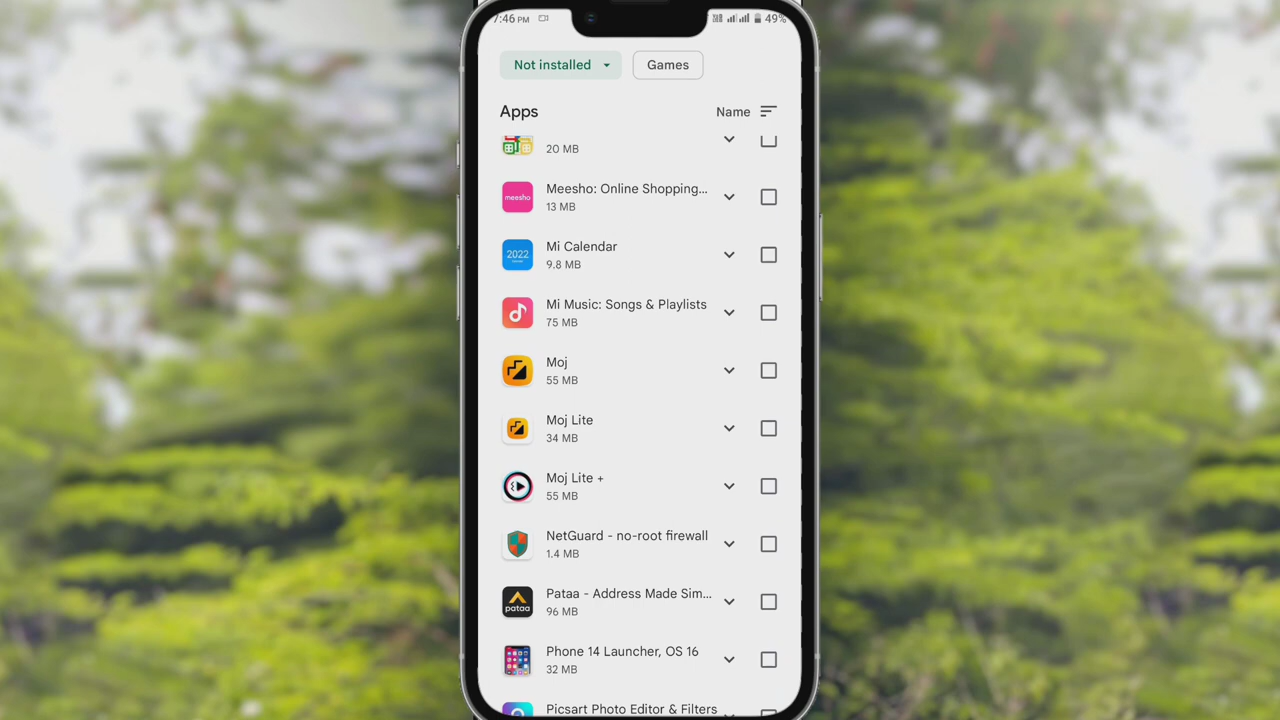 7:46 PM
49%
Not installed
Games
Apps
Name
20 MB
meesho
Meesho: Online Shopping...
13 MB
2022
Mi Calendar
9.8 MB
Mi Music: Songs & Playlists
75 MB
Moj
55 MB
Moj Lite
34 MB
Moj Lite +
55 MB
NetGuard - no-root firewall
1.4 MB
pataa
Pataa - Address Made Sim...
96 MB
Phone 14 Launcher, OS 16
32 MB
Picsart Photo Editor & Filters